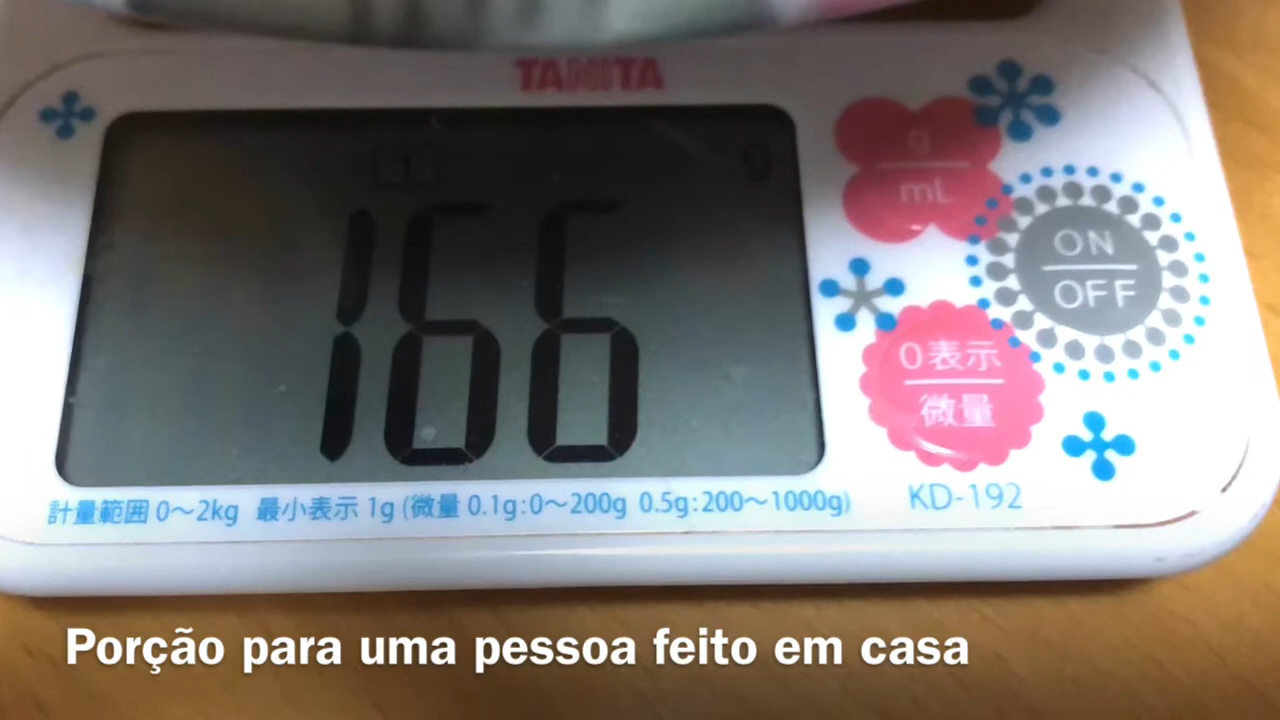 TANITA
1 g
166
g
mL
ON
OFF
0表示
微量
計量範囲 0〜2kg 最小表示 1g (微量 0.1g:0〜200g 0.5g:200〜1000g)
KD-192
Porção para uma pessoa feito em casa